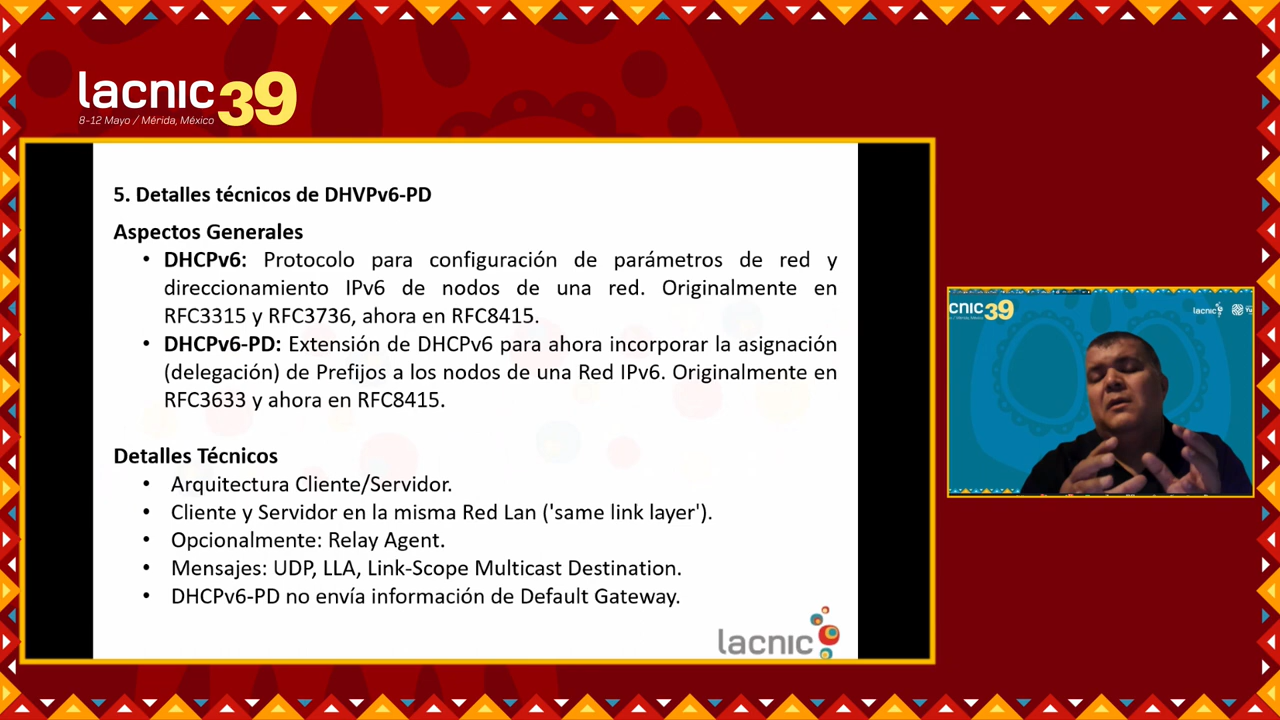 lacnic 39
8-12 Mayo / Mérida, México
5. Detalles técnicos de DHVPv6-PD
Aspectos Generales
• DHCPv6: Protocolo para configuración de parámetros de red y
direccionamiento IPv6 de nodos de una red. Originalmente en
RFC3315 y RFC3736, ahora en RFC8415.
• DHCPv6-PD: Extensión de DHCPv6 para ahora incorporar la asignación
(delegación) de Prefijos a los nodos de una Red IPv6. Originalmente en
RFC3633 y ahora en RFC8415.
Detalles Técnicos
• Arquitectura Cliente/Servidor.
• Cliente y Servidor en la misma Red Lan ('same link layer').
• Opcionalmente: Relay Agent.
• Mensajes: UDP, LLA, Link-Scope Multicast Destination.
• DHCPv6-PD no envía información de Default Gateway.
lacnic
cnic39
lacnic